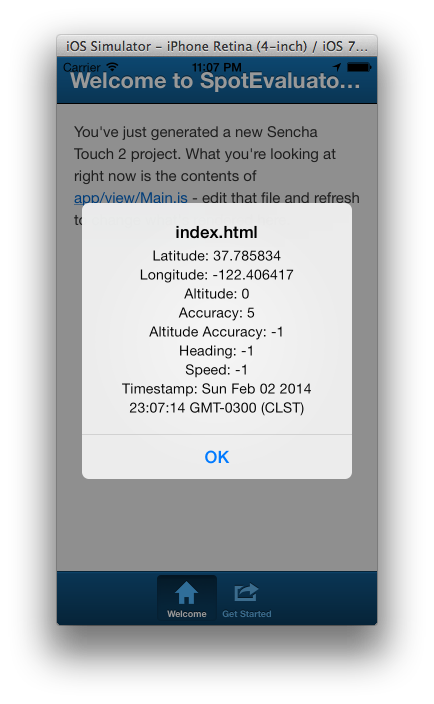 iOS Simulator - iPhone Retina (4-inch) / iOS 7...
Carrier 11:07 PM
Welcome to SpotEvaluato...
You've just generated a new Sencha
Touch 2 project. What you're looking at
right now is the contents of
app/view/Main.js - edit that file and refresh
index.html
Latitude: 37.785834
Longitude: -122.406417
Altitude: 0
Accuracy: 5
Altitude Accuracy: -1
Heading: -1
Speed: -1
Timestamp: Sun Feb 02 2014
23:07:14 GMT-0300 (CLST)
OK
Welcome Get Started